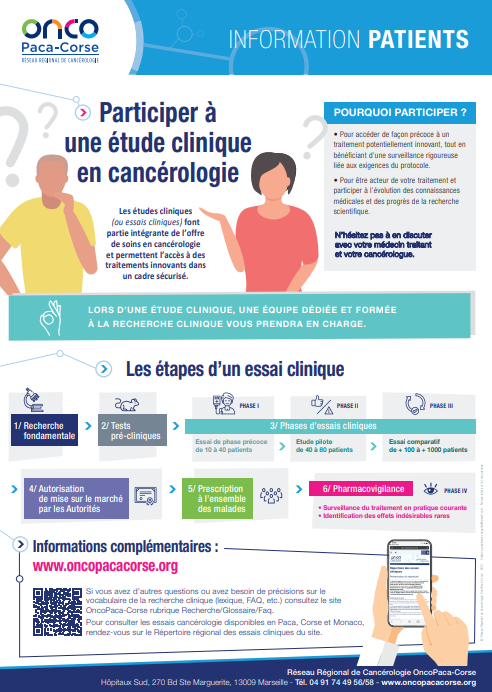 onco
Paca-Corse
RÉSEAU RÉGIONAL DE CANCÉROLOGIE
INFORMATION PATIENTS
Participer à
une étude clinique
en cancérologie
Les études cliniques
(ou essais cliniques) font
partie intégrante de l'offre
de soins en cancérologie
et permettent l'accès à des
traitements innovants dans
un cadre sécurisé.
POURQUOI PARTICIPER ?
• Pour accéder de façon précoce à un
traitement potentiellement innovant, tout en
bénéficiant d'une surveillance rigoureuse
liée aux exigences du protocole.
• Pour être acteur de votre traitement et
participer à l'évolution des connaissances
médicales et des progrès de la recherche
scientifique.
N'hésitez pas à en discuter
avec votre médecin traitant
et votre cancérologue.
LORS D'UNE ÉTUDE CLINIQUE, UNE ÉQUIPE DÉDIÉE ET FORMÉE
À LA RECHERCHE CLINIQUE VOUS PRENDRA EN CHARGE.
Les étapes d'un essai clinique
1/ Recherche
fondamentale
2/ Tests
pré-cliniques
PHASE I
PHASE II
PHASE III
3/ Phases d'essais cliniques
Essai de phase précoce
de 10 à 40 patients
Etude pilote
de 40 à 80 patients
Essai comparatif
de + 100 à + 1000 patients
4/ Autorisation
de mise sur le marché
par les Autorités
5/ Prescription
à l'ensemble
des malades
6/ Pharmacovigilance
PHASE IV
• Surveillance du traitement en pratique courante
• Identification des effets indésirables rares
Informations complémentaires :
www.oncopacacorse.org
Si vous avez d'autres questions ou avez besoin de précisions sur le
vocabulaire de la recherche clinique (lexique, FAQ, etc.) consultez le site
OncoPaca-Corse rubrique Recherche/Glossaire/Faq.
Pour consulter les essais cancérologie disponibles en Paca, Corse et Monaco,
rendez-vous sur le Répertoire régional des essais cliniques du site.
Réseau Régional de Cancérologie OncoPaca-Corse
Hôpitaux Sud, 270 Bd Ste Marguerite, 13009 Marseille - Tél. 04 91 74 49 56/58 - www.oncopacacorse.org